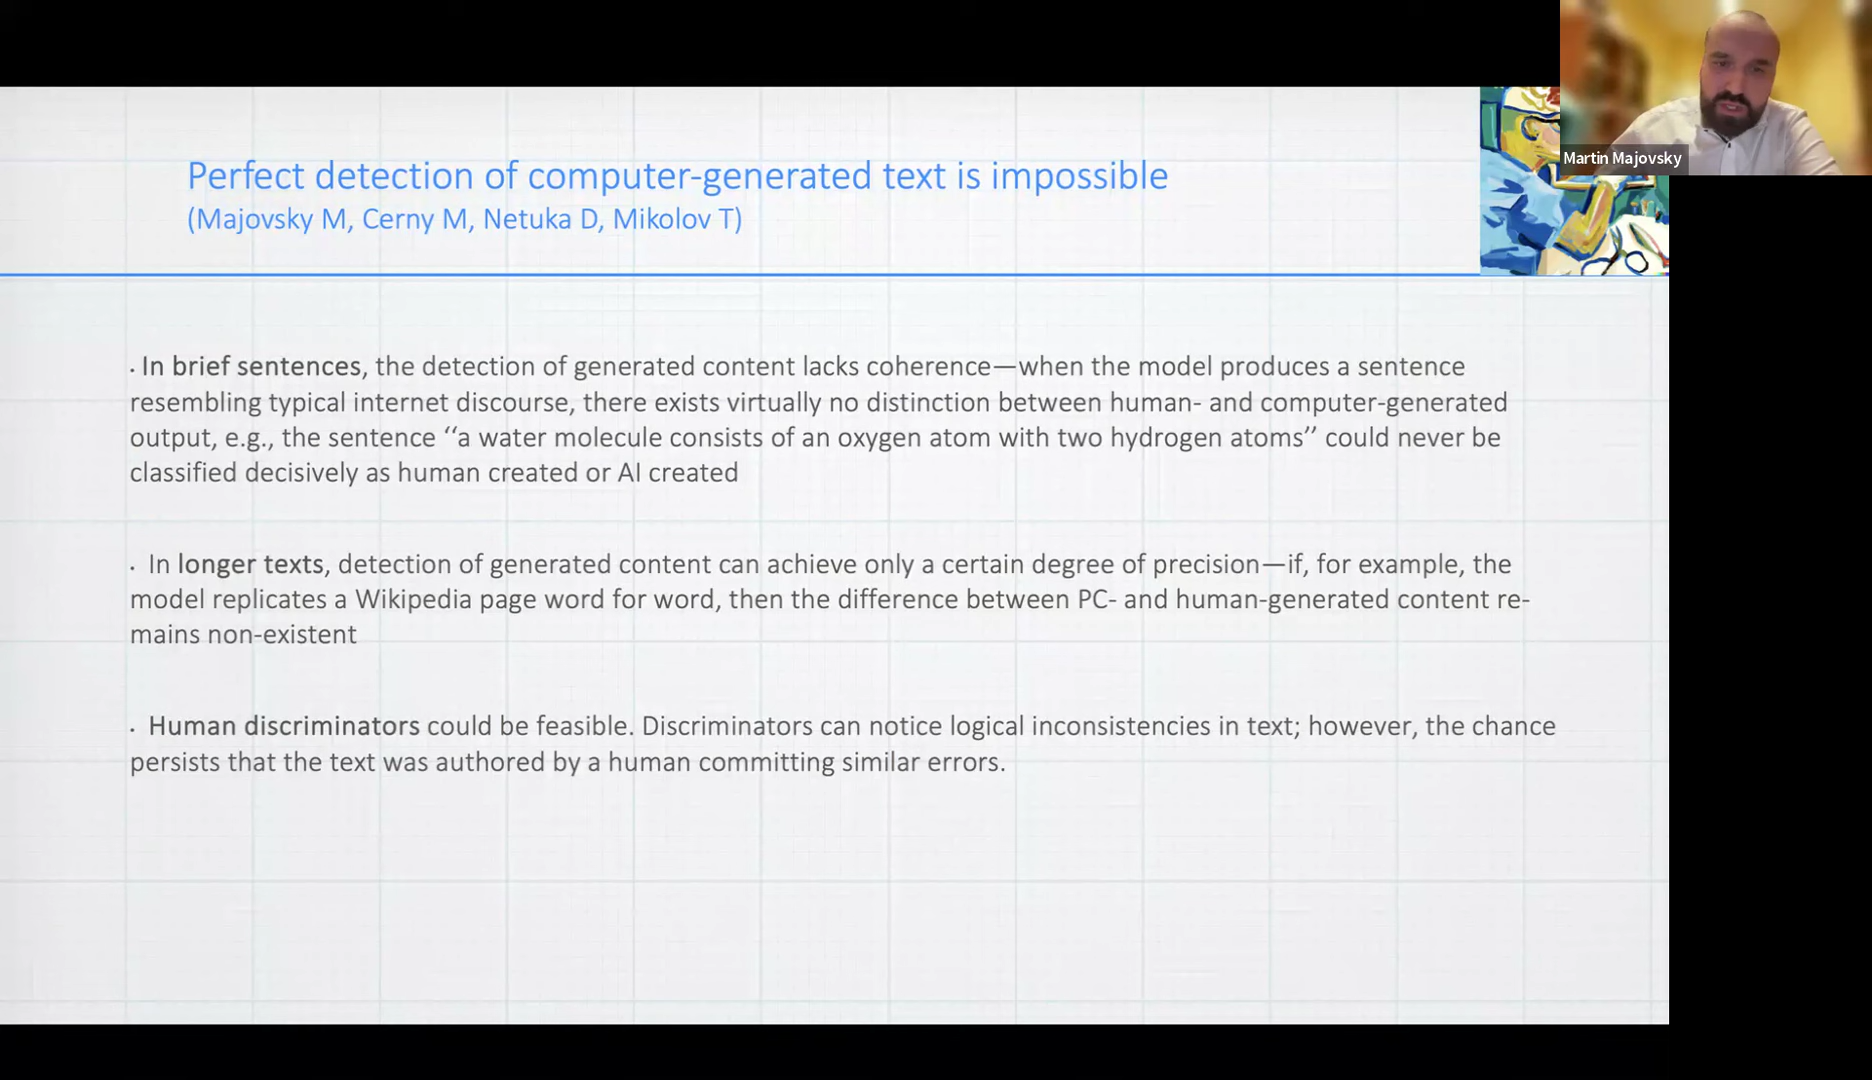 Perfect detection of computer-generated text is impossible
(Majovsky M, Cerny M, Netuka D, Mikolov T)
Martin Majovsky
· In brief sentences, the detection of generated content lacks coherence—when the model produces a sentence
resembling typical internet discourse, there exists virtually no distinction between human- and computer-generated
output, e.g., the sentence ‘‘a water molecule consists of an oxygen atom with two hydrogen atoms’’ could never be
classified decisively as human created or AI created
· In longer texts, detection of generated content can achieve only a certain degree of precision—if, for example, the
model replicates a Wikipedia page word for word, then the difference between PC- and human-generated content re-
mains non-existent
· Human discriminators could be feasible. Discriminators can notice logical inconsistencies in text; however, the chance
persists that the text was authored by a human committing similar errors.